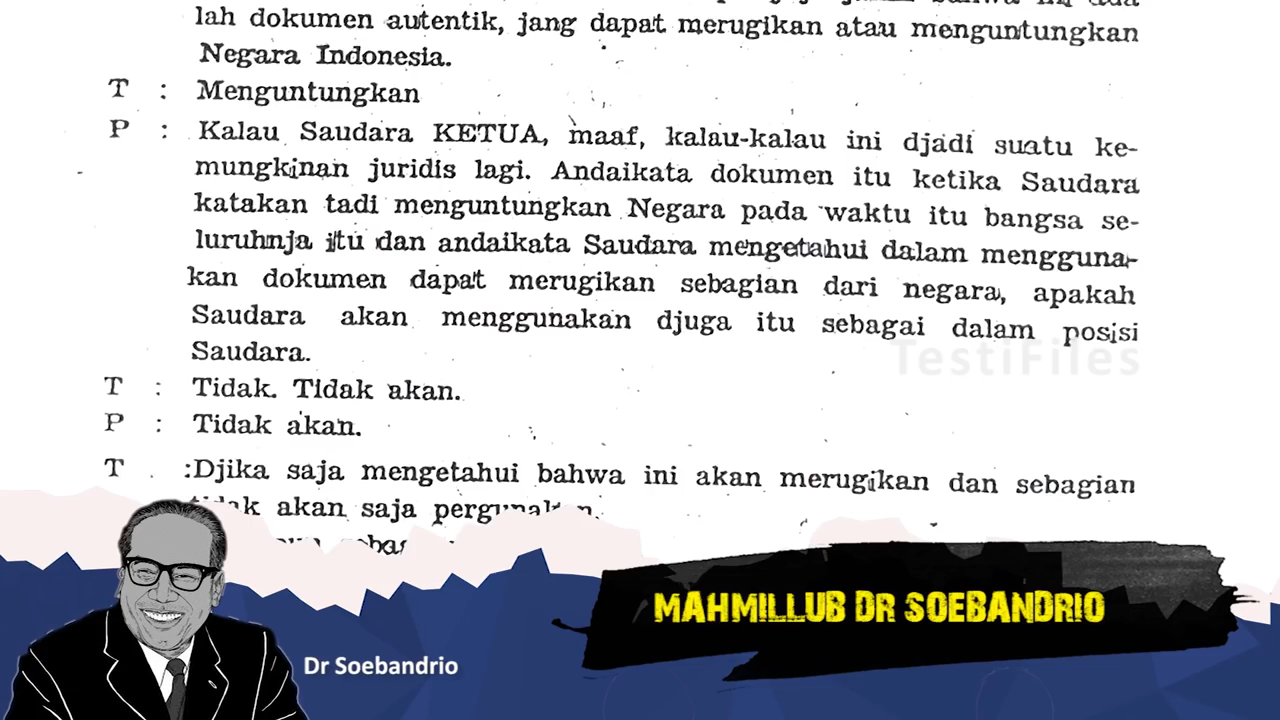 lah dokumen autentik, jang dapat merugikan atau menguntungkan
Negara Indonesia.
T : Menguntungkan
P : Kalau Saudara KETUA, maaf, kalau-kalau ini djadi suatu ke-
mungkinan juridis lagi. Andaikata dokumen itu ketika Saudara
katakan tadi menguntungkan Negara pada waktu itu bangsa se-
luruhnja itu dan andaikata Saudara mengetahui dalam mengguna-
kan dokumen dapat merugikan sebagian dari negara, apakah
Saudara akan menggunakan djuga itu sebagai dalam posisi
Saudara.
TestiFiles
T : Tidak. Tidak akan.
P : Tidak akan.
T : Djika saja mengetahui bahwa ini akan merugikan dan sebagian
tidak akan saja pergunakan.
MAHMILLUB DR SOEBANDRIO
Dr Soebandrio